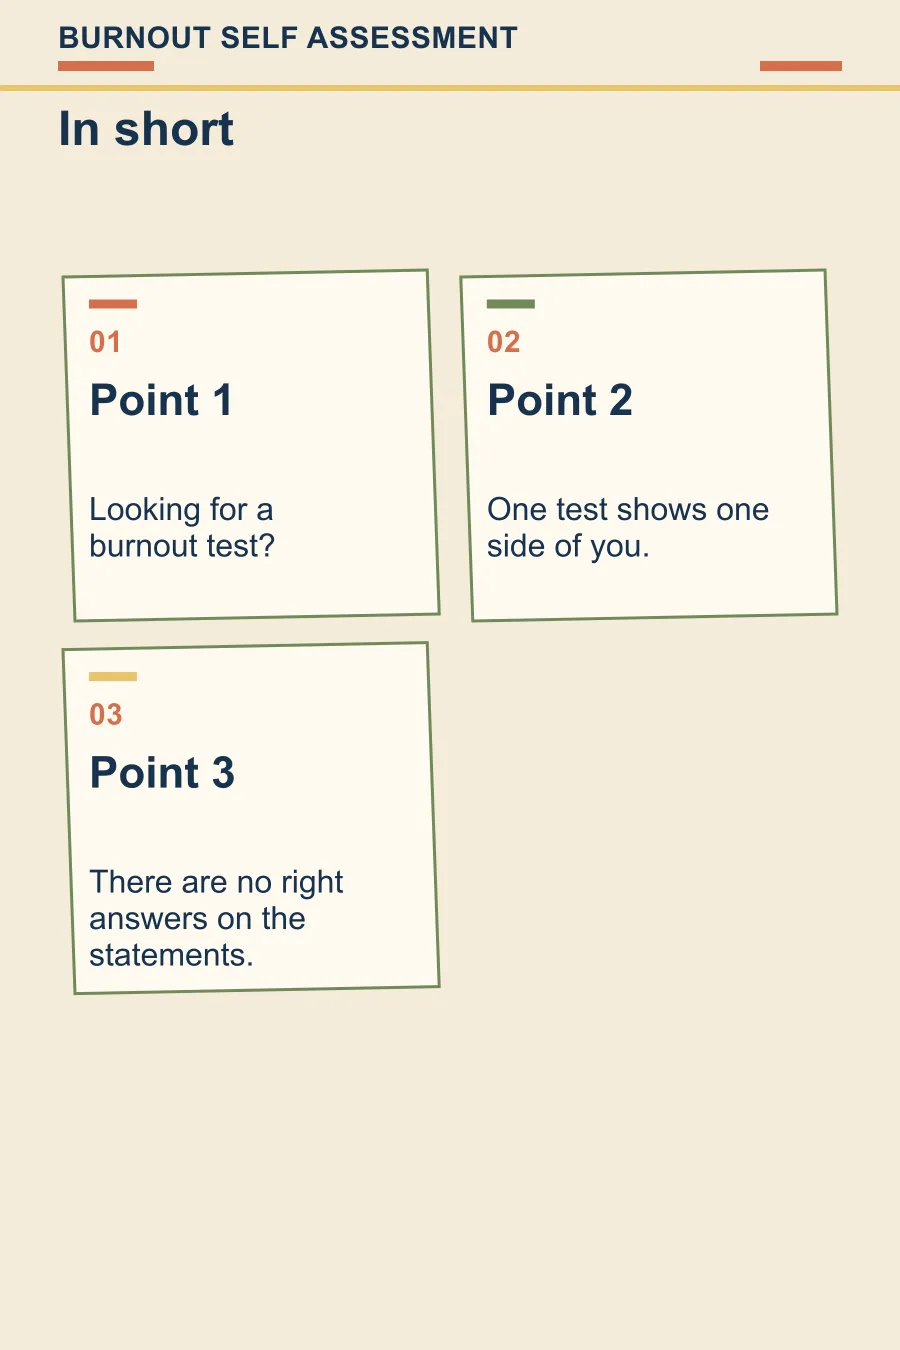 BURNOUT SELF ASSESSMENT
In short
01
Point 1
Looking for a
burnout test?
02
Point 2
One test shows one
side of you.
03
Point 3
There are no right
answers on the
statements.